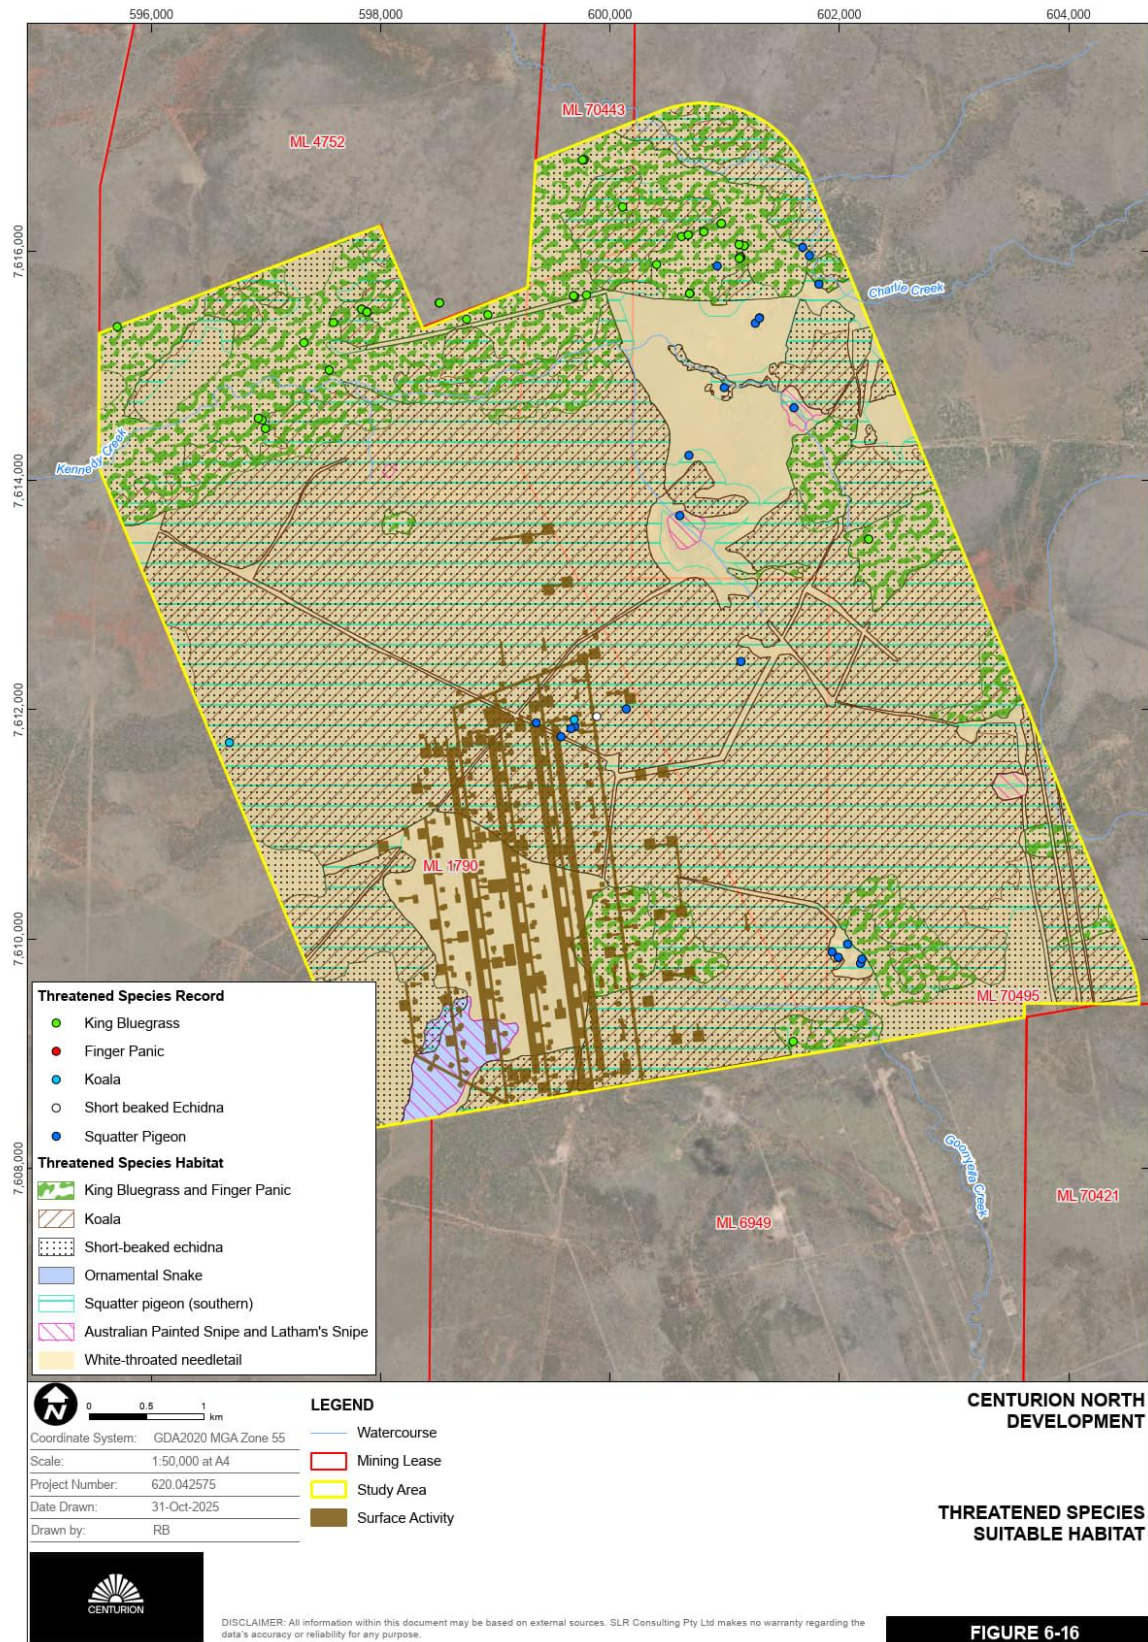 596,000
598,000
600,000
602,000
604,000
7,616,000
7,614,000
7,612,000
7,610,000
7,608,000
ML 70443
ML 4752
Charlie Creek
Kennedy Creek
ML 1790
ML 70495
Goonyella Creek
ML 70421
ML 6949
Threatened Species Record
King Bluegrass
Finger Panic
Koala
Short beaked Echidna
Squatter Pigeon
Threatened Species Habitat
King Bluegrass and Finger Panic
Koala
Short-beaked echidna
Ornamental Snake
Squatter pigeon (southern)
Australian Painted Snipe and Latham's Snipe
White-throated needletail
N
0 0.5 1
km
Coordinate System: GDA2020 MGA Zone 55
Scale: 1:50,000 at A4
Project Number: 620.042575
Date Drawn: 31-Oct-2025
Drawn by: RB
CENTURION
LEGEND
Watercourse
Mining Lease
Study Area
Surface Activity
CENTURION NORTH
DEVELOPMENT
THREATENED SPECIES
SUITABLE HABITAT
DISCLAIMER: All information within this document may be based on external sources. SLR Consulting Pty Ltd makes no warranty regarding the
data's accuracy or reliability for any purpose.
FIGURE 6-16